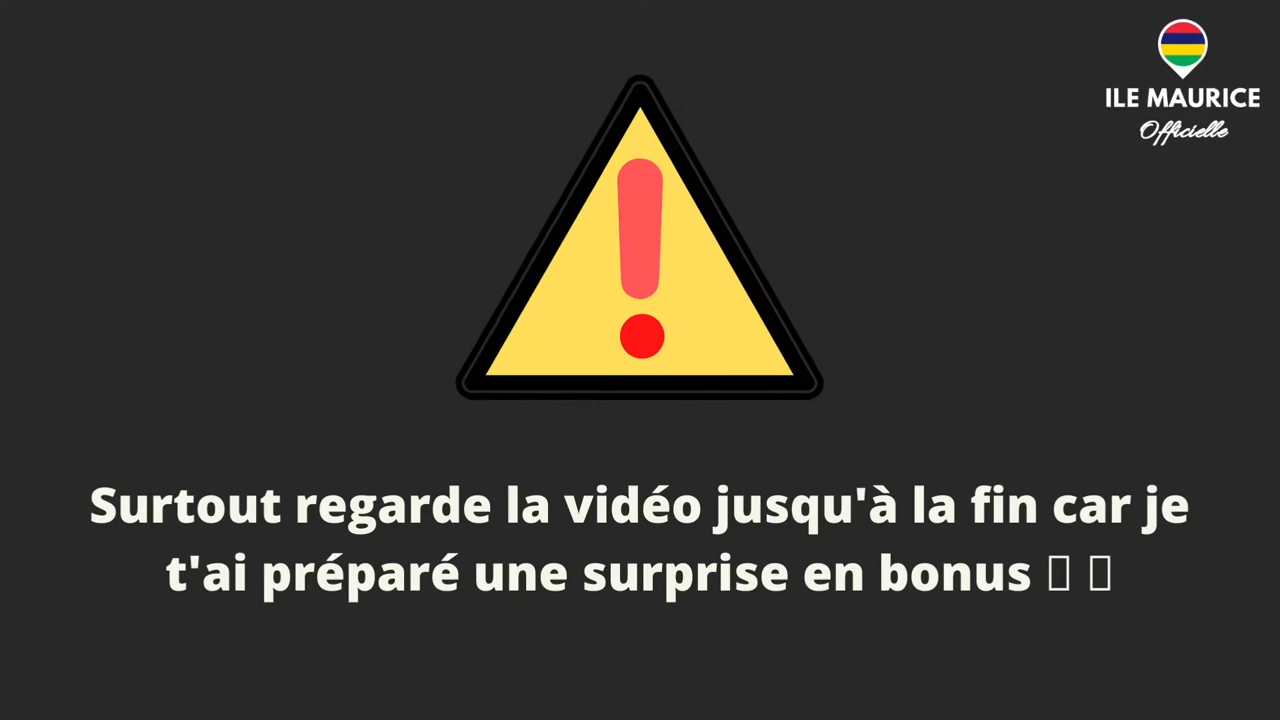 ILE MAURICE
Officielle
Surtout regarde la vidéo jusqu'à la fin car je
t'ai préparé une surprise en bonus